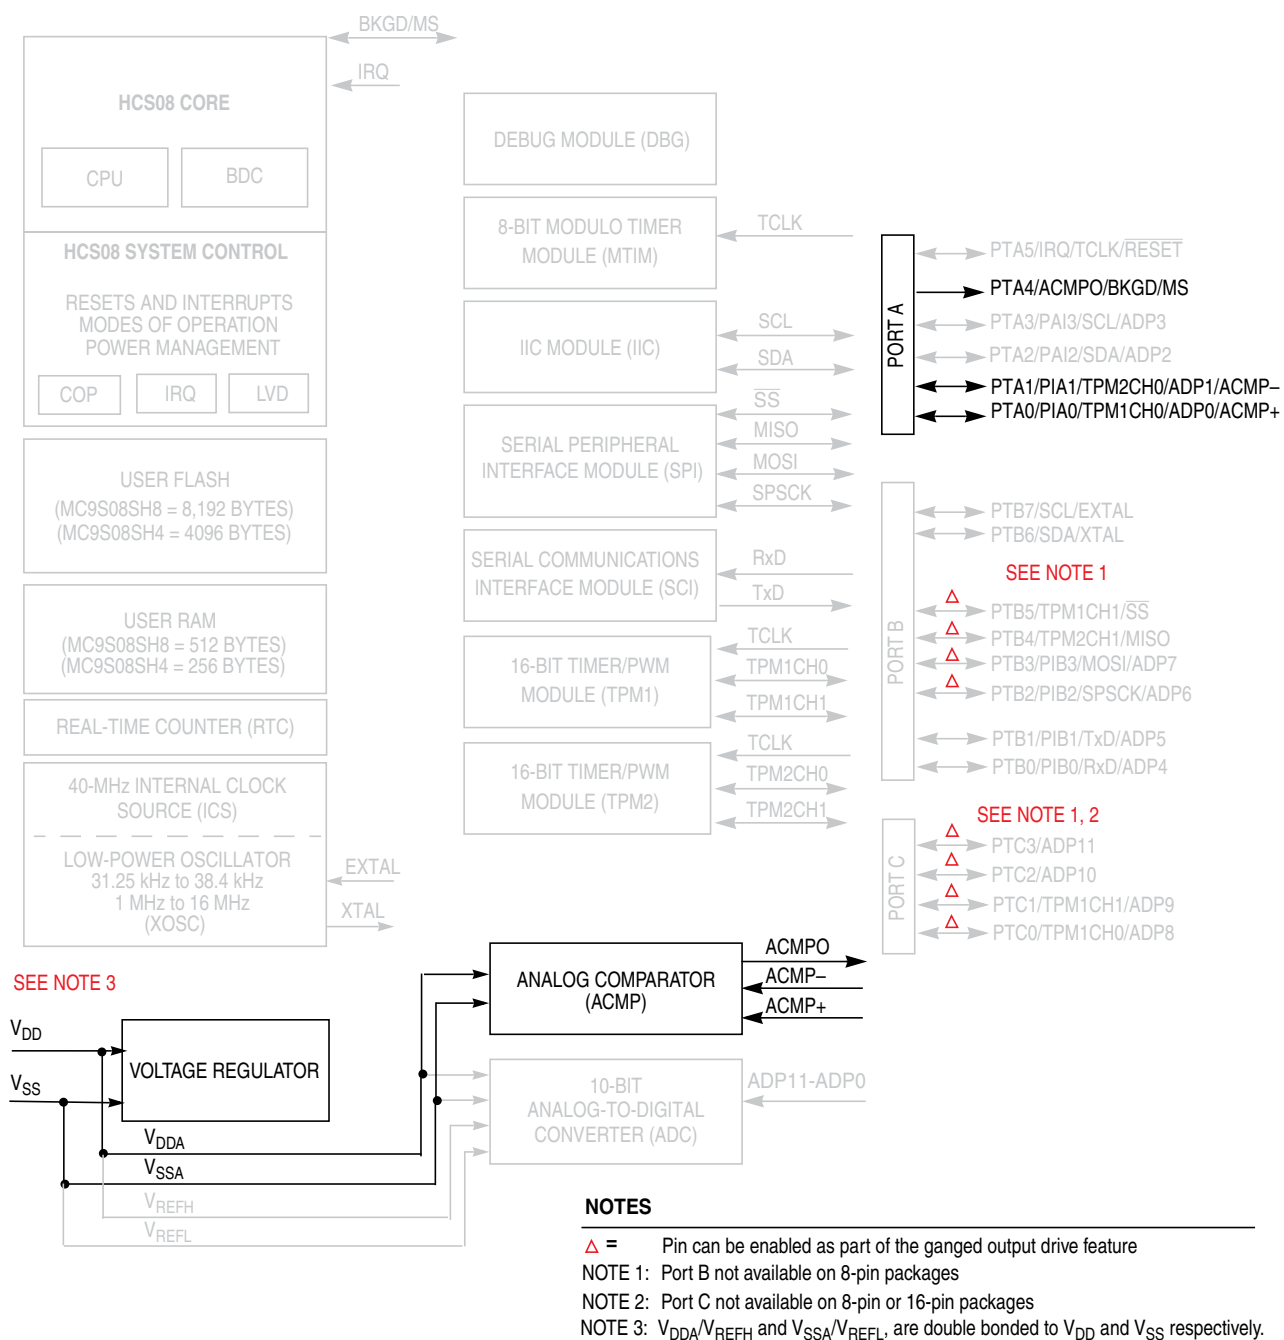 BKGD/MS
IRQ
HCS08 CORE
CPU
BDC
HCS08 SYSTEM CONTROL
RESETS AND INTERRUPTS
MODES OF OPERATION
POWER MANAGEMENT
COP
IRQ
LVD
USER FLASH
(MC9S08SH8 = 8,192 BYTES)
(MC9S08SH4 = 4096 BYTES)
USER RAM
(MC9S08SH8 = 512 BYTES)
(MC9S08SH4 = 256 BYTES)
REAL-TIME COUNTER (RTC)
40-MHz INTERNAL CLOCK
SOURCE (ICS)
LOW-POWER OSCILLATOR
31.25 kHz to 38.4 kHz
1 MHz to 16 MHz
(XOSC)
EXTAL
XTAL
SEE NOTE 3
VDD
VSS
VOLTAGE REGULATOR
VDDA
VSSA
VREFH
VREFL
DEBUG MODULE (DBG)
8-BIT MODULO TIMER
MODULE (MTIM)
TCLK
IIC MODULE (IIC)
SCL
SDA
SERIAL PERIPHERAL
INTERFACE MODULE (SPI)
SS
MISO
MOSI
SPSCK
SERIAL COMMUNICATIONS
INTERFACE MODULE (SCI)
RxD
TxD
16-BIT TIMER/PWM
MODULE (TPM1)
TCLK
TPM1CH0
TPM1CH1
16-BIT TIMER/PWM
MODULE (TPM2)
TCLK
TPM2CH0
TPM2CH1
ANALOG COMPARATOR
(ACMP)
ACMPO
ACMP–
ACMP+
10-BIT
ANALOG-TO-DIGITAL
CONVERTER (ADC)
ADP11-ADP0
PORT A
PTA5/IRQ/TCLK/RESET
PTA4/ACMPO/BKGD/MS
PTA3/PAI3/SCL/ADP3
PTA2/PAI2/SDA/ADP2
PTA1/PIA1/TPM2CH0/ADP1/ACMP–
PTA0/PIA0/TPM1CH0/ADP0/ACMP+
PORT B
PTB7/SCL/EXTAL
PTB6/SDA/XTAL
SEE NOTE 1
PTB5/TPM1CH1/SS
PTB4/TPM2CH1/MISO
PTB3/PIB3/MOSI/ADP7
PTB2/PIB2/SPSCK/ADP6
PTB1/PIB1/TxD/ADP5
PTB0/PIB0/RxD/ADP4
SEE NOTE 1, 2
PORT C
PTC3/ADP11
PTC2/ADP10
PTC1/TPM1CH1/ADP9
PTC0/TPM1CH0/ADP8
NOTES
Δ = Pin can be enabled as part of the ganged output drive feature
NOTE 1: Port B not available on 8-pin packages
NOTE 2: Port C not available on 8-pin or 16-pin packages
NOTE 3: VDDA/VREFH and VSSA/VREFL, are double bonded to VDD and VSS respectively.